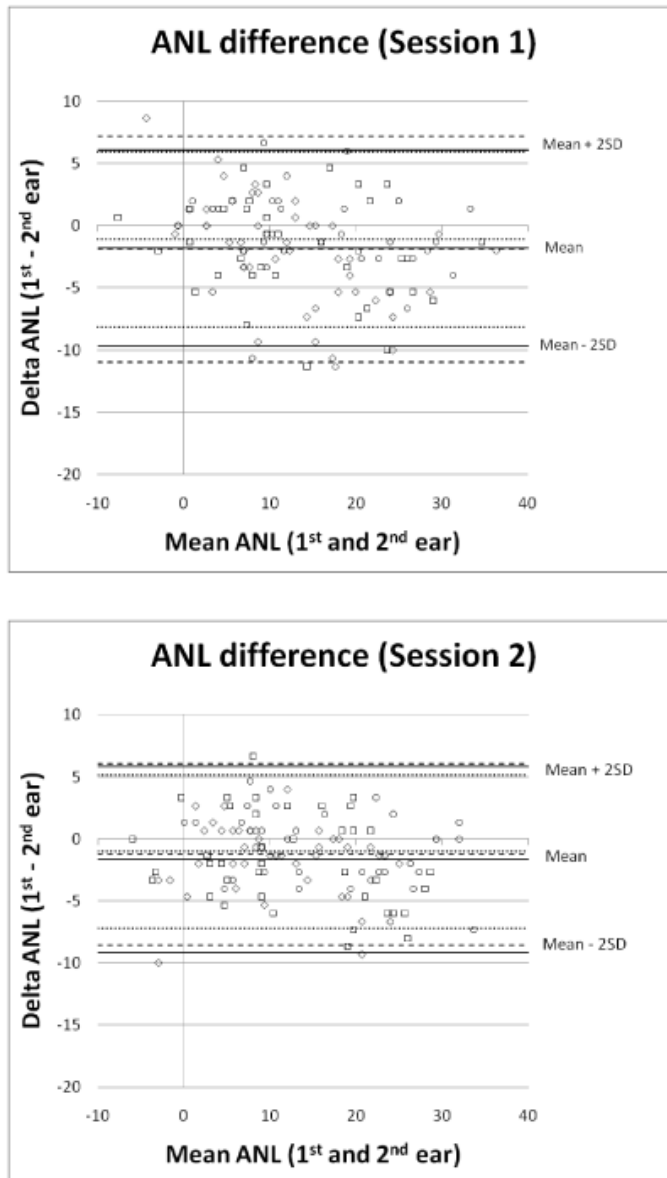 ANL difference (Session 1)
Delta ANL (1st - 2nd ear)
10
5
0
-5
-10
-15
-20
Mean + 2SD
Mean
Mean - 2SD
-10 0 10 20 30 40
Mean ANL (1st and 2nd ear)
ANL difference (Session 2)
Delta ANL (1st - 2nd ear)
10
5
0
-5
-10
-15
-20
Mean + 2SD
Mean
Mean - 2SD
-10 0 10 20 30 40
Mean ANL (1st and 2nd ear)